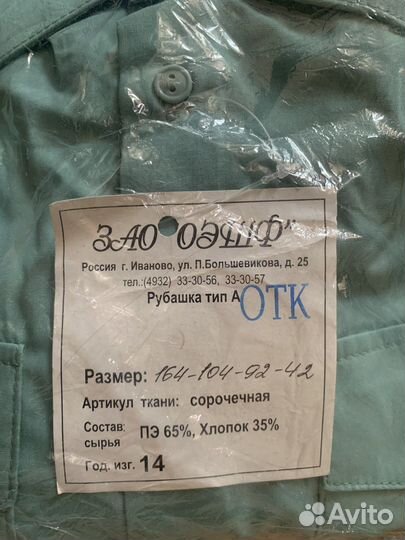 ЗАО "ОЭПФ"
Россия г. Иваново, ул. П.Большевикова, д. 25
тел.:(4932) 33-30-56, 33-30-57
Рубашка тип А
ОТК
Размер: 164-104-92-42
Артикул ткани: сорочечная
Состав сырья ПЭ 65%, Хлопок 35%
Год. изг. 14
Avito